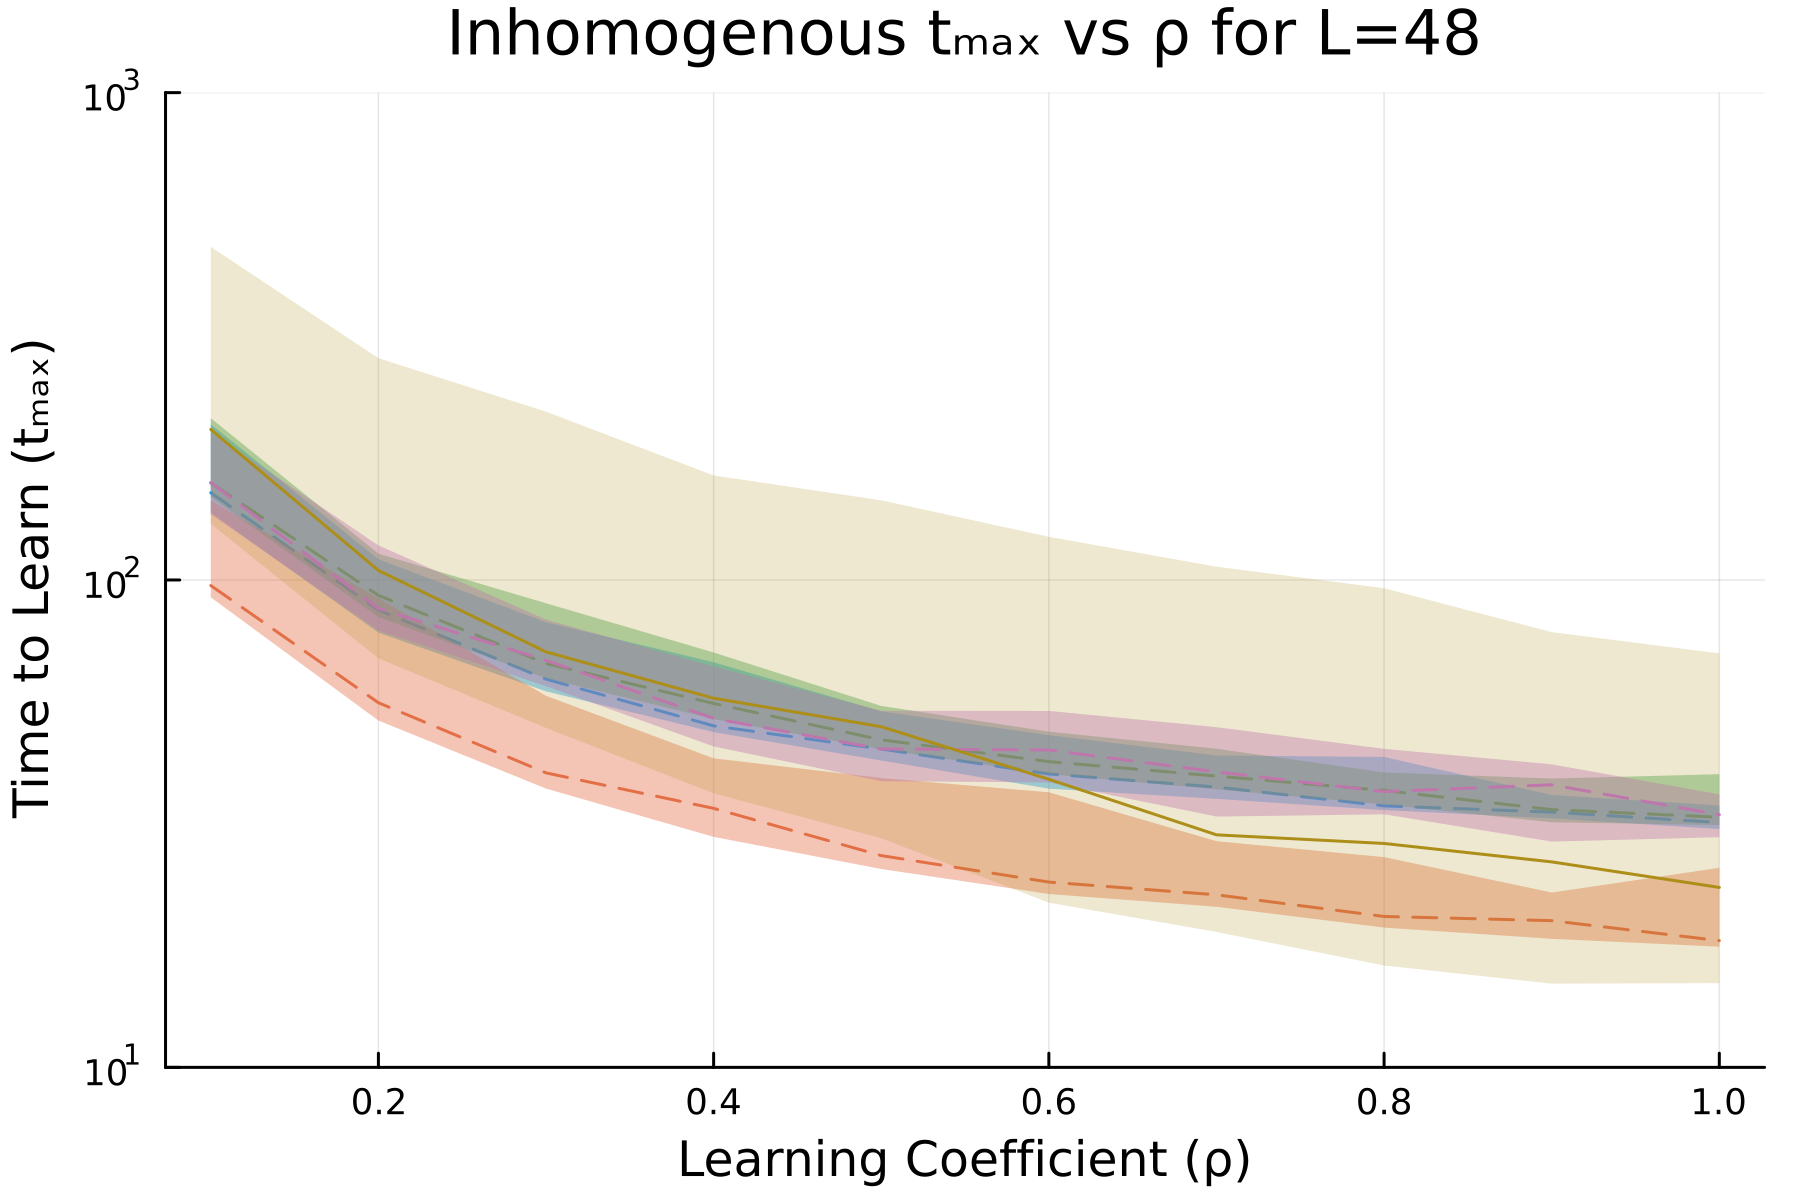 Inhomogenous tₘₐₓ vs ρ for L=48
10³
10²
10¹
Time to Learn (tₘₐₓ)
0.2 0.4 0.6 0.8 1.0
Learning Coefficient (ρ)